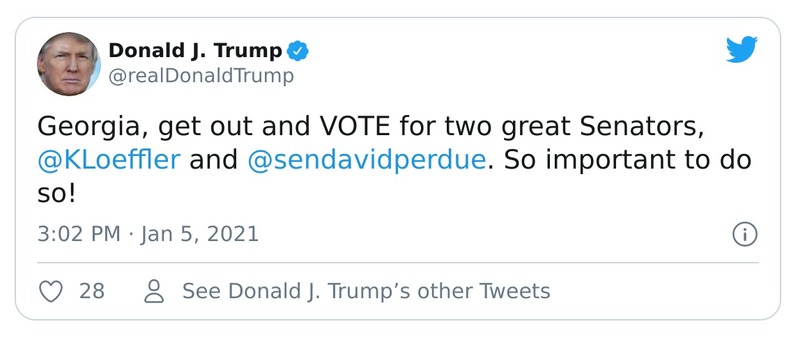 Donald J. Trump
@realDonaldTrump
Georgia, get out and VOTE for two great Senators,
@KLoeffler and @sendavidperdue. So important to do
so!
3:02 PM · Jan 5, 2021
28 See Donald J. Trump’s other Tweets